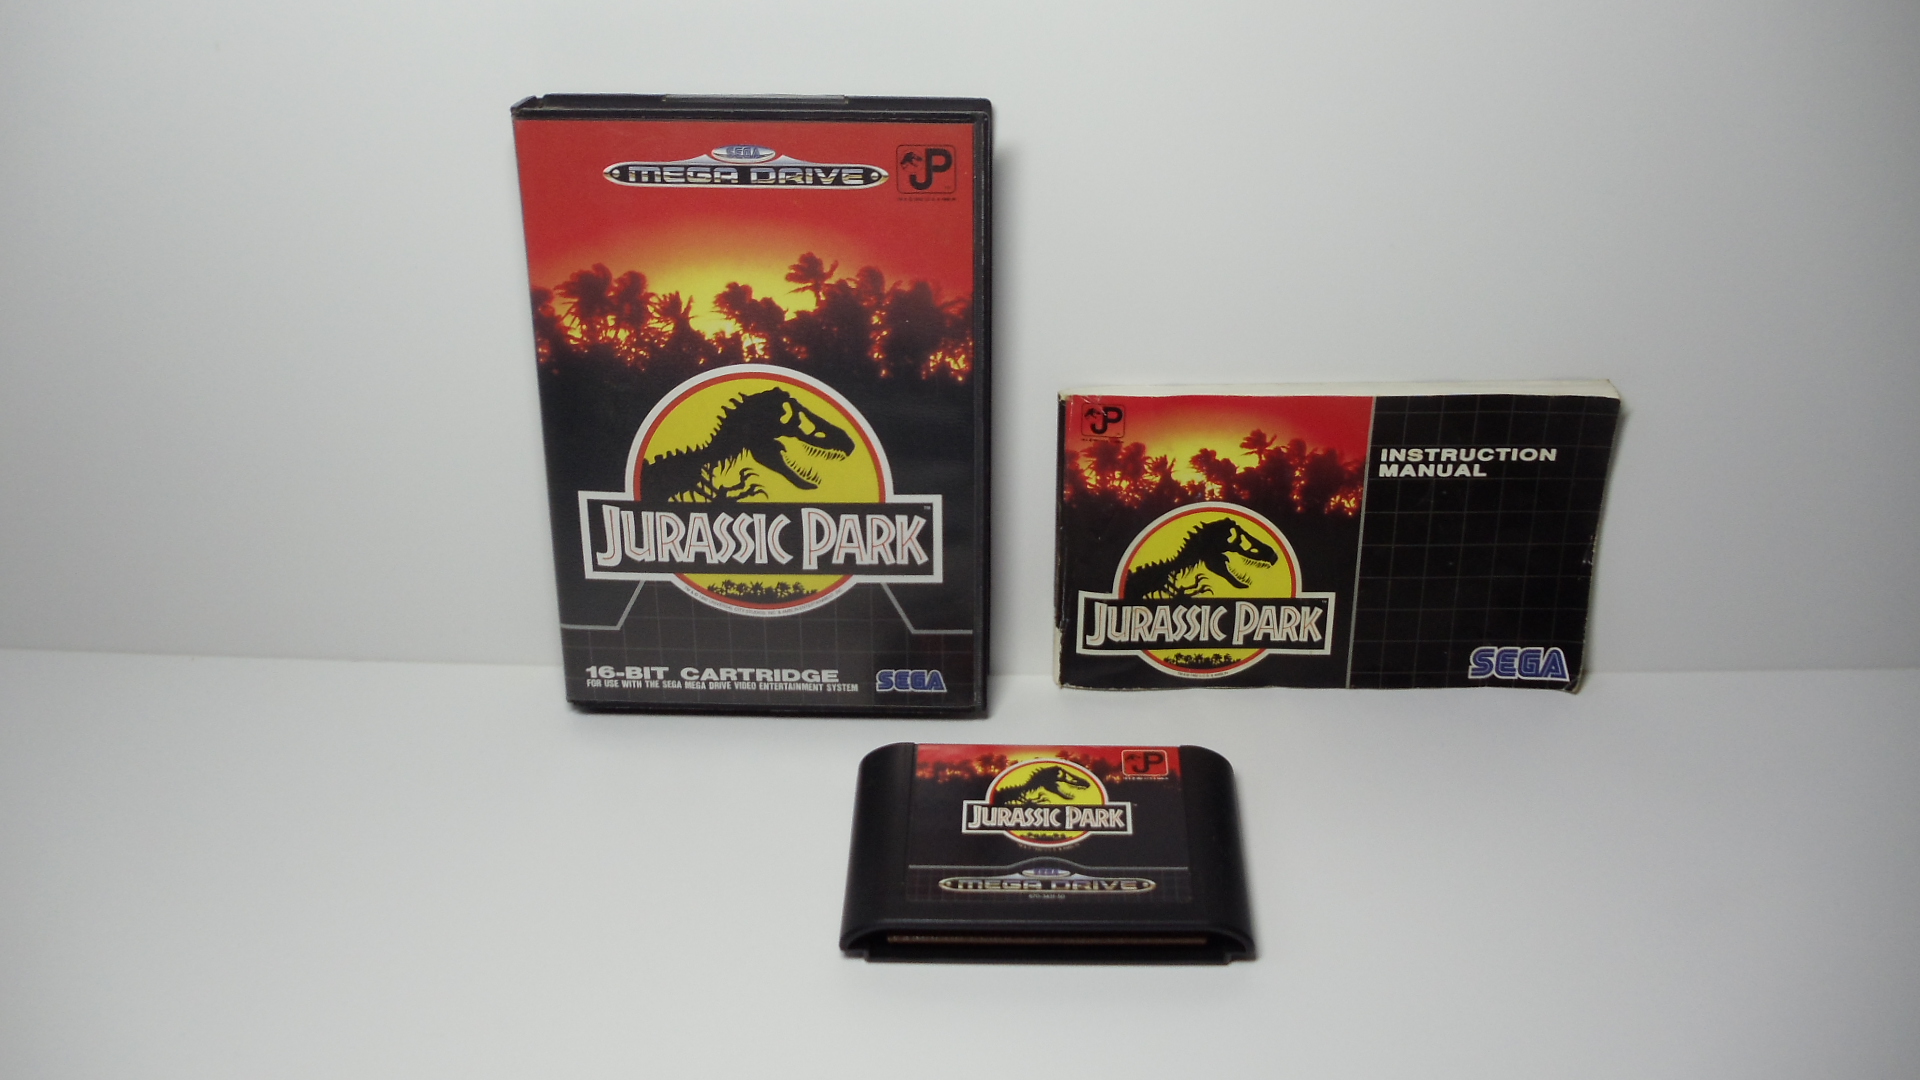 SEGA
MEGA DRIVE
JP
JURASSIC PARK
TM
16-BIT CARTRIDGE
FOR USE WITH THE SEGA MEGA DRIVE VIDEO ENTERTAINMENT SYSTEM
SEGA
JP
INSTRUCTION
MANUAL
JURASSIC PARK
SEGA
JP
JURASSIC PARK
SEGA
MEGA DRIVE